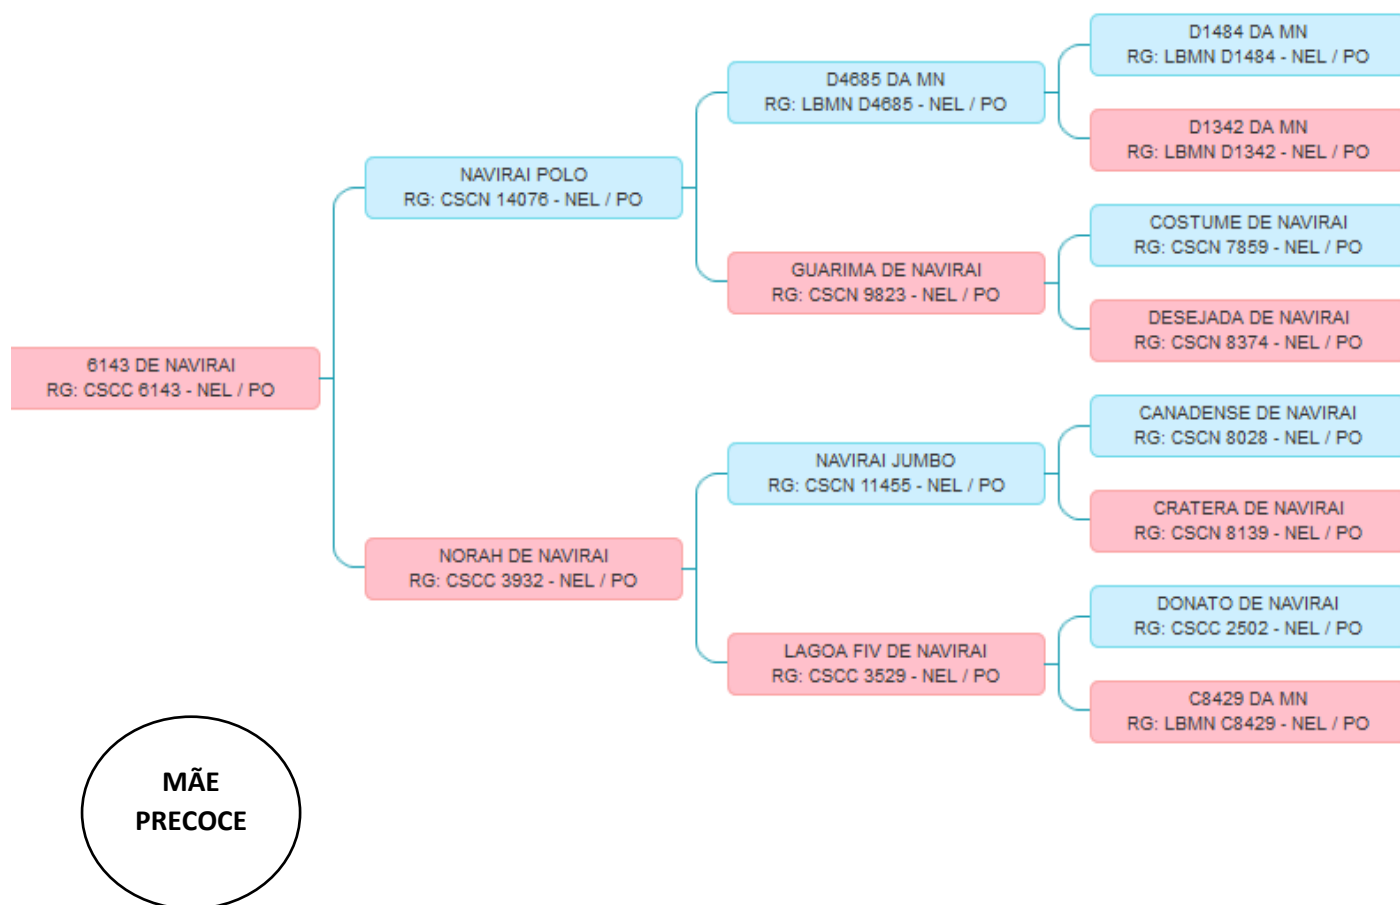 D1484 DA MN
RG: LBMN D1484 - NEL / PO
D4685 DA MN
RG: LBMN D4685 - NEL / PO
D1342 DA MN
RG: LBMN D1342 - NEL / PO
NAVIRAI POLO
RG: CSCN 14076 - NEL / PO
COSTUME DE NAVIRAI
RG: CSCN 7859 - NEL / PO
GUARIMA DE NAVIRAI
RG: CSCN 9823 - NEL / PO
DESEJADA DE NAVIRAI
RG: CSCN 8374 - NEL / PO
6143 DE NAVIRAI
RG: CSCC 6143 - NEL / PO
CANADENSE DE NAVIRAI
RG: CSCN 8028 - NEL / PO
NAVIRAI JUMBO
RG: CSCN 11455 - NEL / PO
CRATERA DE NAVIRAI
RG: CSCN 8139 - NEL / PO
NORAH DE NAVIRAI
RG: CSCC 3932 - NEL / PO
DONATO DE NAVIRAI
RG: CSCC 2502 - NEL / PO
LAGOA FIV DE NAVIRAI
RG: CSCC 3529 - NEL / PO
C8429 DA MN
RG: LBMN C8429 - NEL / PO
MÃE
PRECOCE